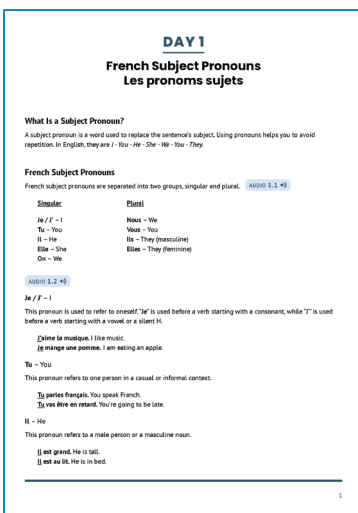 DAY 1
French Subject Pronouns
Les pronoms sujets
What Is a Subject Pronoun?
A subject pronoun is a word used to replace the sentence's subject. Using pronouns helps you to avoid
repetition. In English, they are I - You - He - She - We - You - They.
French Subject Pronouns
French subject pronouns are separated into two groups, singular and plural. AUDIO 1.1
Singular Plural
Je / J' – I Nous – We
Tu – You Vous – You
Il – He Ils – They (masculine)
Elle – She Elles – They (feminine)
On – We
AUDIO 1.2
Je / J' – I
This pronoun is used to refer to oneself. "Je" is used before a verb starting with a consonant, while "J'" is used
before a verb starting with a vowel or a silent H.
J'aime la musique. I like music.
Je mange une pomme. I am eating an apple.
Tu – You
This pronoun refers to one person in a casual or informal context.
Tu parles français. You speak French.
Tu vas être en retard. You're going to be late.
Il – He
This pronoun refers to a male person or a masculine noun.
Il est grand. He is tall.
Il est au lit. He is in bed.
1